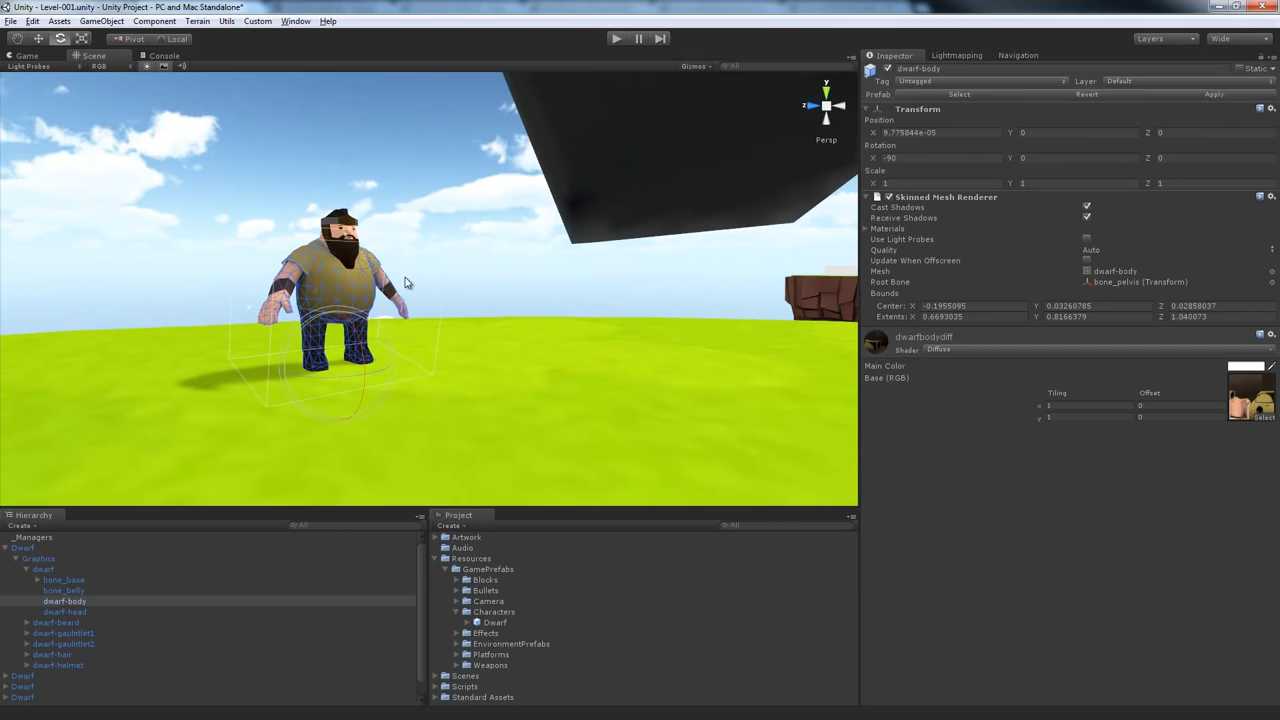 Unity - Level-001.unity - Unity Project - PC and Mac Standalone*
File Edit Assets GameObject Component Terrain Utils Custom Window Help
Pivot Local Layers Wide
Game Scene Console
Light Probes RGB Gizmos All
y
z
Persp
Inspector Lightmapping Navigation
dwarf-body Static
Tag Untagged Layer Default
Prefab Select Revert Apply
Transform
Position
X 9.775844e-05 Y 0 Z 0
Rotation
X -90 Y 0 Z 0
Scale
X 1 Y 1 Z 1
Skinned Mesh Renderer
Cast Shadows
Receive Shadows
Materials
Use Light Probes
Quality Auto
Update When Offscreen
Mesh dwarf-body
Root Bone bone_pelvis (Transform)
Bounds
Center: X -0.1955095 Y 0.03260785 Z 0.02858037
Extents: X 0.6693035 Y 0.8166379 Z 1.040073
dwarfbodydiff
Shader Diffuse
Main Color
Base (RGB)
Tiling Offset
x 1 0
y 1 0
Select
Hierarchy
Create All
_Managers
Dwarf
Graphics
dwarf
bone_base
bone_belly
dwarf-body
dwarf-head
dwarf-beard
dwarf-gaulntlet1
dwarf-gaulntlet2
dwarf-hair
dwarf-helmet
Dwarf
Dwarf
Dwarf
Project
Create All
Artwork
Audio
Resources
GamePrefabs
Blocks
Bullets
Camera
Characters
Dwarf
Effects
EnvironmentPrefabs
Platforms
Weapons
Scenes
Scripts
Standard Assets